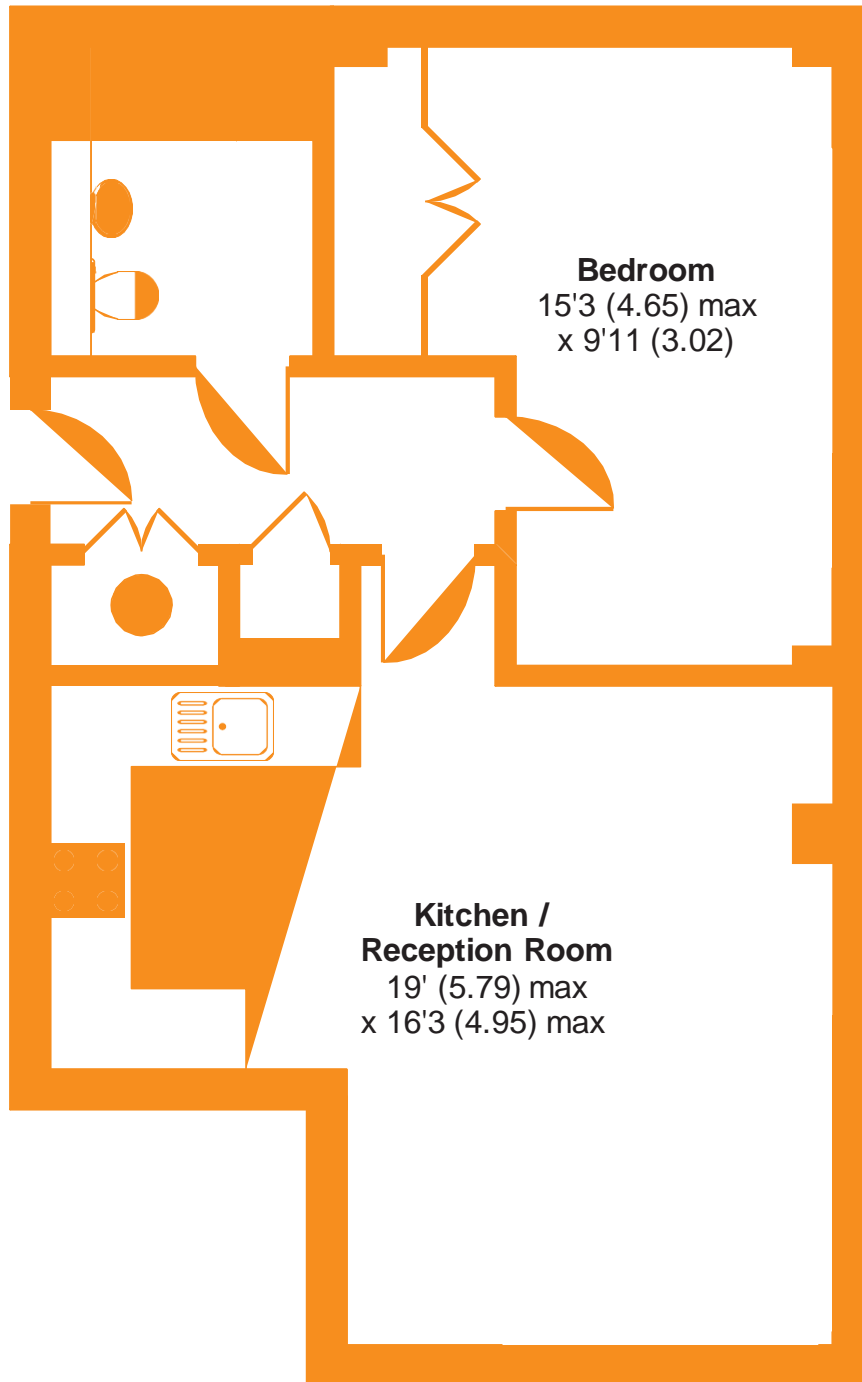 Bedroom
15'3 (4.65) max
x 9'11 (3.02)
Kitchen /
Reception Room
19' (5.79) max
x 16'3 (4.95) max